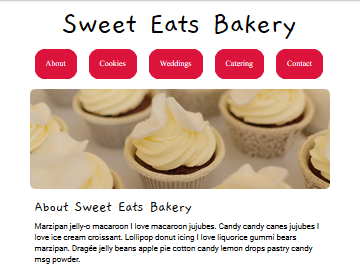 Sweet Eats Bakery
About Cookies Weddings Catering Contact
About Sweet Eats Bakery
Marzipan jelly-o macaroon I love macaroon jujubes. Candy candy canes jujubes I
love ice cream croissant. Lollipop donut icing I love liquorice gummi bears
marzipan. Dragée jelly beans apple pie cotton candy lemon drops pastry candy
msg powder.